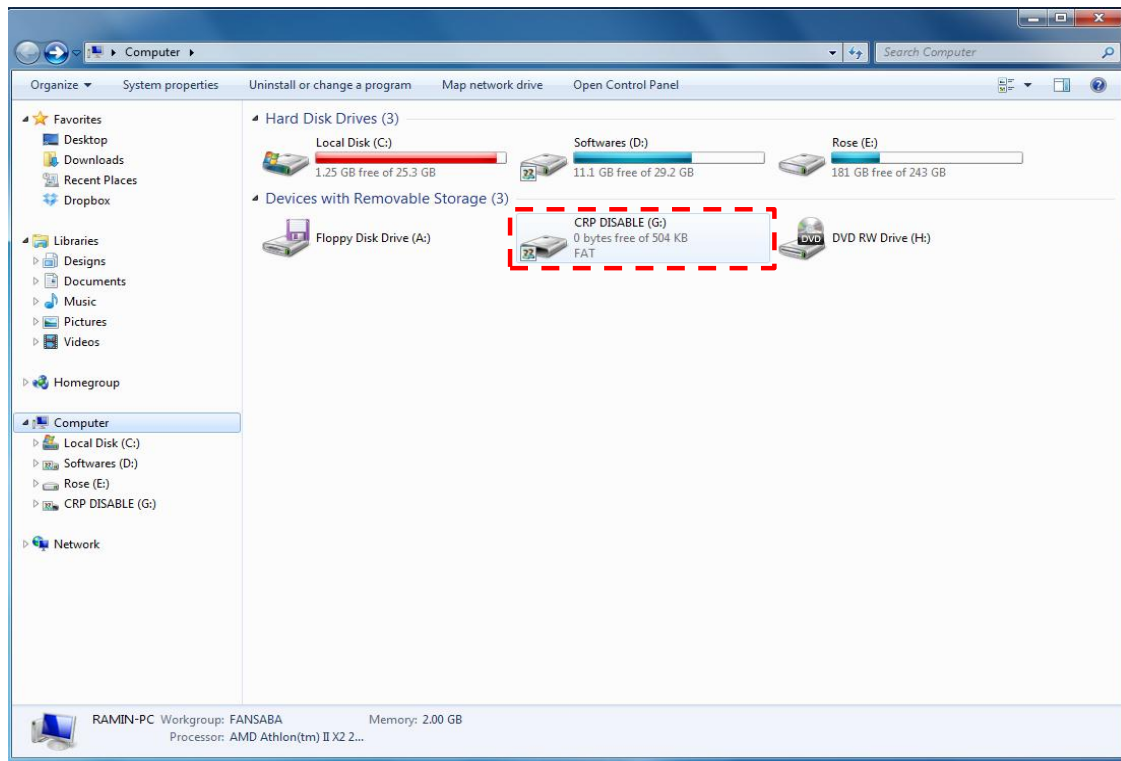 Computer
Search Computer
Organize System properties Uninstall or change a program Map network drive Open Control Panel
Favorites
Desktop
Downloads
Recent Places
Dropbox
Libraries
Designs
Documents
Music
Pictures
Videos
Homegroup
Computer
Local Disk (C:)
Softwares (D:)
Rose (E:)
CRP DISABLE (G:)
Network
Hard Disk Drives (3)
Local Disk (C:)
1.25 GB free of 25.3 GB
Softwares (D:)
11.1 GB free of 29.2 GB
Rose (E:)
181 GB free of 243 GB
Devices with Removable Storage (3)
Floppy Disk Drive (A:)
CRP DISABLE (G:)
0 bytes free of 504 KB
FAT
DVD
DVD RW Drive (H:)
RAMIN-PC Workgroup: FANSABA Memory: 2.00 GB
Processor: AMD Athlon(tm) II X2 2...